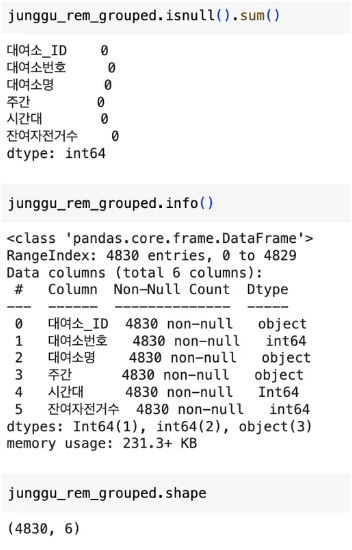 junggu_rem_grouped.isnull().sum()
대여소_ID 0
대여소번호 0
대여소명 0
주간 0
시간대 0
잔여자전거수 0
dtype: int64
junggu_rem_grouped.info()
<class 'pandas.core.frame.DataFrame'>
RangeIndex: 4830 entries, 0 to 4829
Data columns (total 6 columns):
# Column Non-Null Count Dtype
--- ------ -------------- -----
0 대여소_ID 4830 non-null object
1 대여소번호 4830 non-null int64
2 대여소명 4830 non-null object
3 주간 4830 non-null object
4 시간대 4830 non-null Int64
5 잔여자전거수 4830 non-null int64
dtypes: Int64(1), int64(2), object(3)
memory usage: 231.3+ KB
junggu_rem_grouped.shape
(4830, 6)